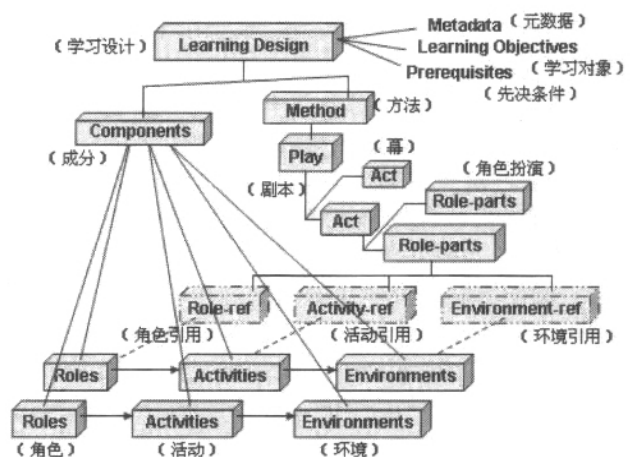 Metadata（元数据）
（学习设计） Learning Design Learning Objectives
Prerequisites（学习对象）
（先决条件）
Method （方法）
Components
（成分） Play （幕）
（剧本） Act （角色扮演）
Role-parts
Act
Role-parts
Role-ref Activity-ref Environment-ref
（角色引用） （活动引用） （环境引用）
Roles Activities Environments
Roles Activities Environments
（角色） （活动） （环境）